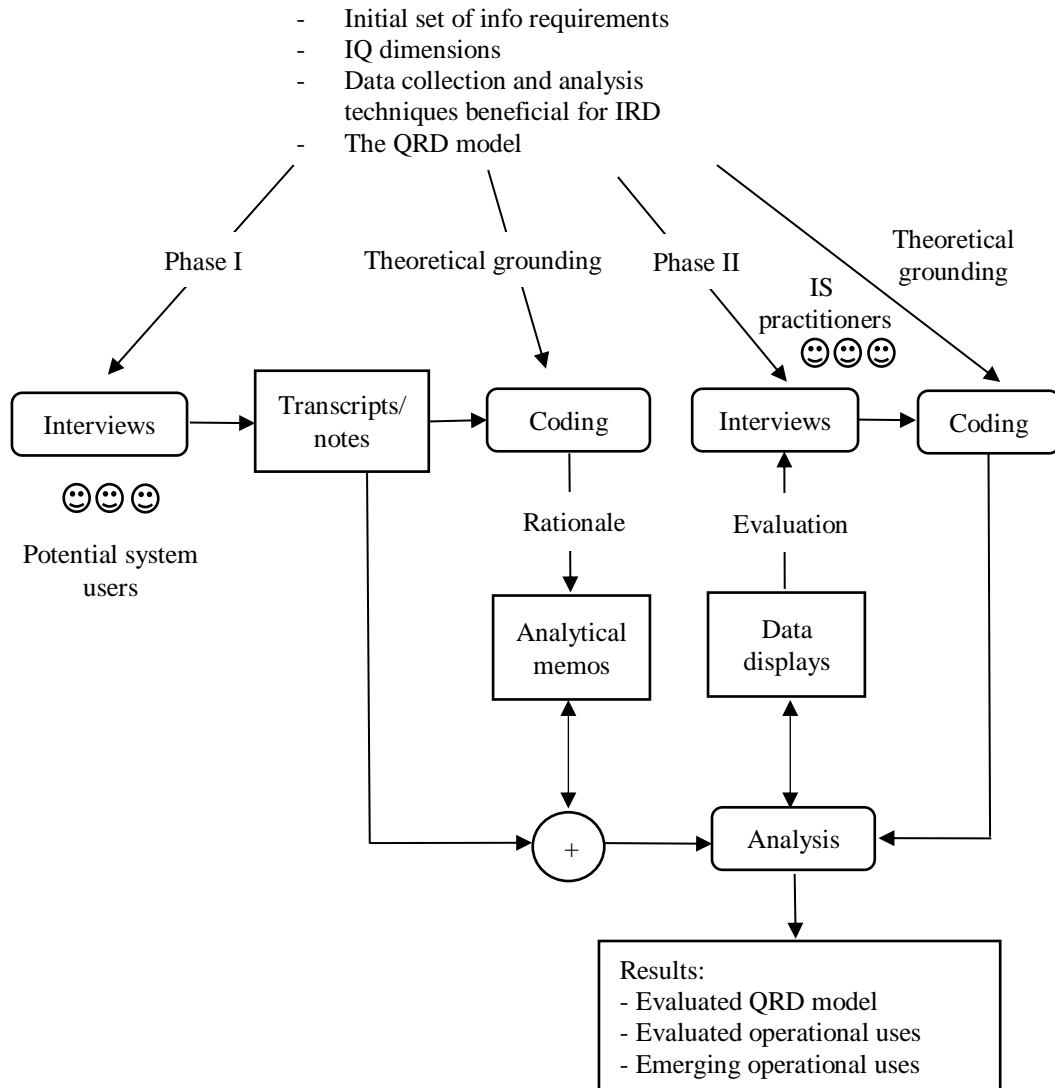 - Initial set of info requirements
- IQ dimensions
- Data collection and analysis
techniques beneficial for IRD
- The QRD model
Phase I
Theoretical grounding
Phase II
Theoretical
grounding
IS
practitioners
Interviews
Transcripts/
notes
Coding
Interviews
Coding
Potential system
users
Rationale
Evaluation
Analytical
memos
Data
displays
+
Analysis
Results:
- Evaluated QRD model
- Evaluated operational uses
- Emerging operational uses